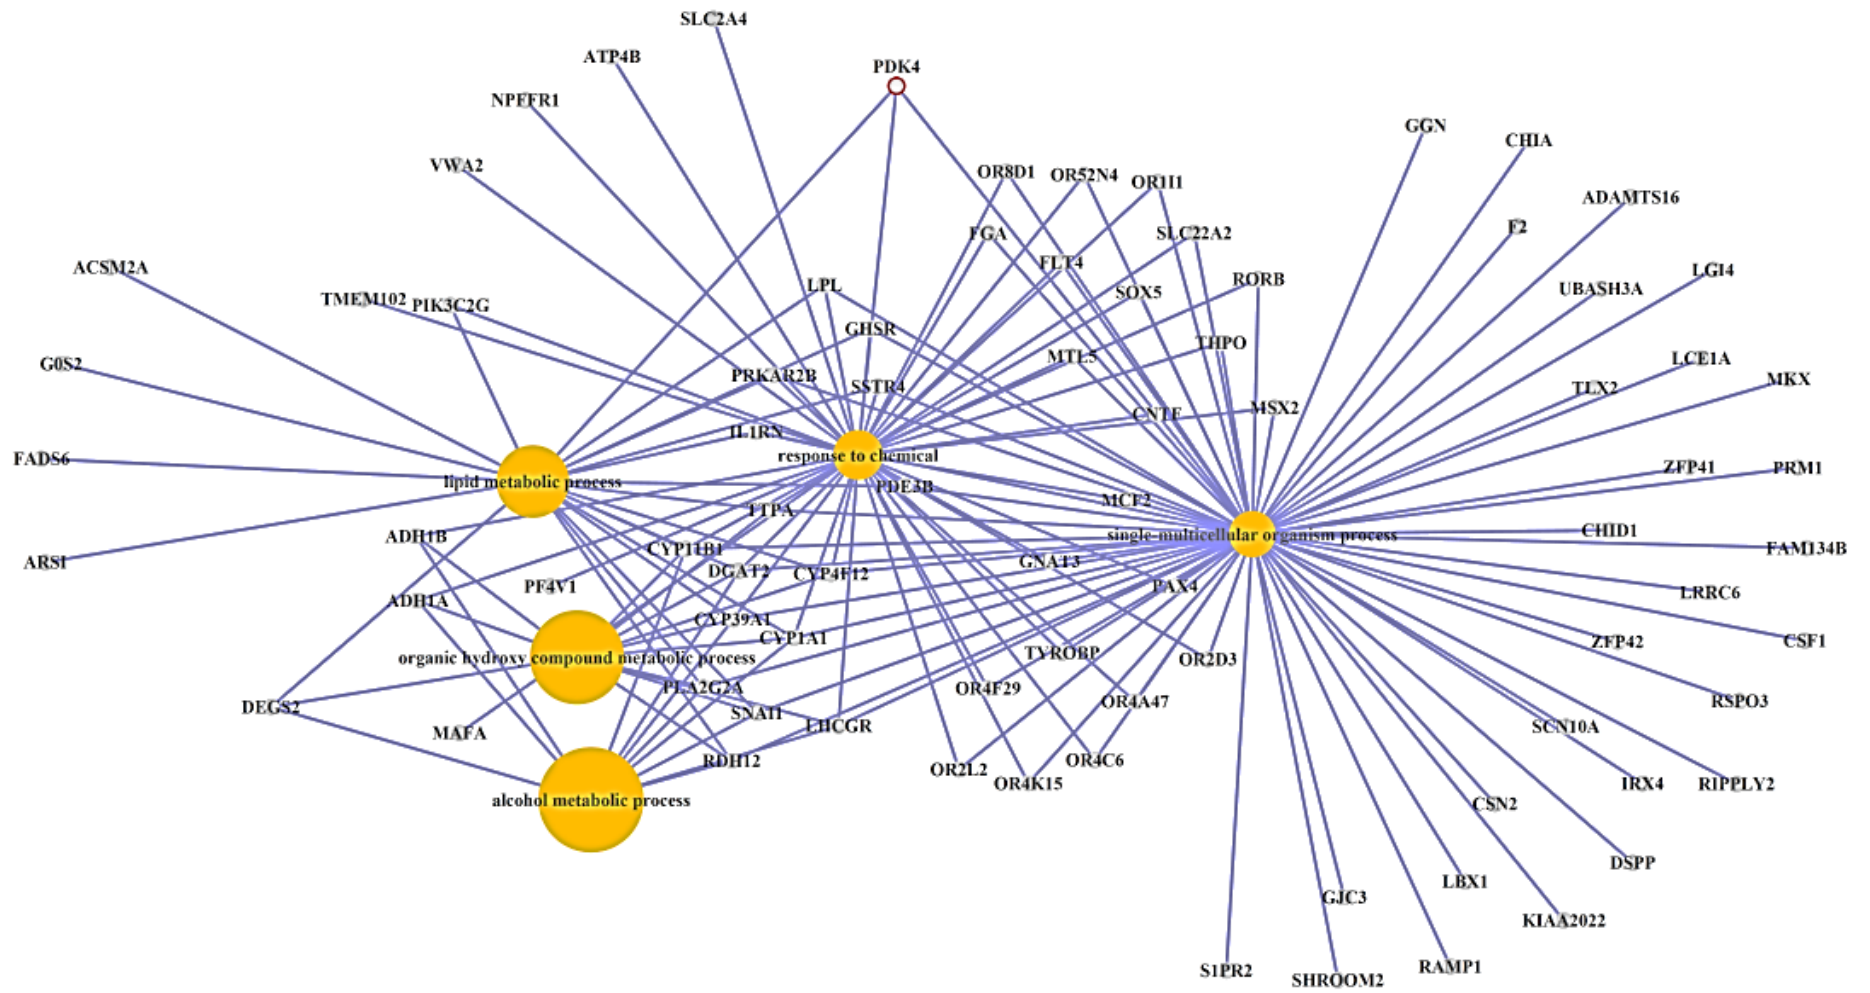 SLC2A4
ATP4B
PDK4
NPFFR1
GGN
CHIA
VWA2
OR8D1
OR52N4
OR1I1
ADAMTS16
F2
FGA
SLC22A2
FLT4
ACSM2A
LGI4
RORB
LPL
UBASH3A
SOX5
TMEM102
PIK3C2G
GHSR
THPO
MTL5
LCE1A
G0S2
PRKAR2B
SSTR4
TLX2
MKX
MSX2
CNTF
IL1RN
response to chemical
FADS6
ZFP41
PRM1
lipid metabolic process
PDE3B
MCF2
TTPA
CHID1
single-multicellular organism process
ADH1B
CYP11B1
FAM134B
ARSI
GNAT3
DGAT2
CYP4F12
PF4V1
PAX4
LRRC6
ADH1A
CYP39A1
CYP1A1
ZFP42
CSF1
TYROBP
organic hydroxy compound metabolic process
OR2D3
PLA2G2A
OR4F29
OR4A47
RSPO3
DEGS2
SNAI1
LHCGR
SCN10A
MAFA
RDH12
OR4C6
OR2L2
OR4K15
IRX4
RIPPLY2
alcohol metabolic process
CSN2
DSPP
LBX1
GJC3
KIAA2022
S1PR2
RAMP1
SHROOM2